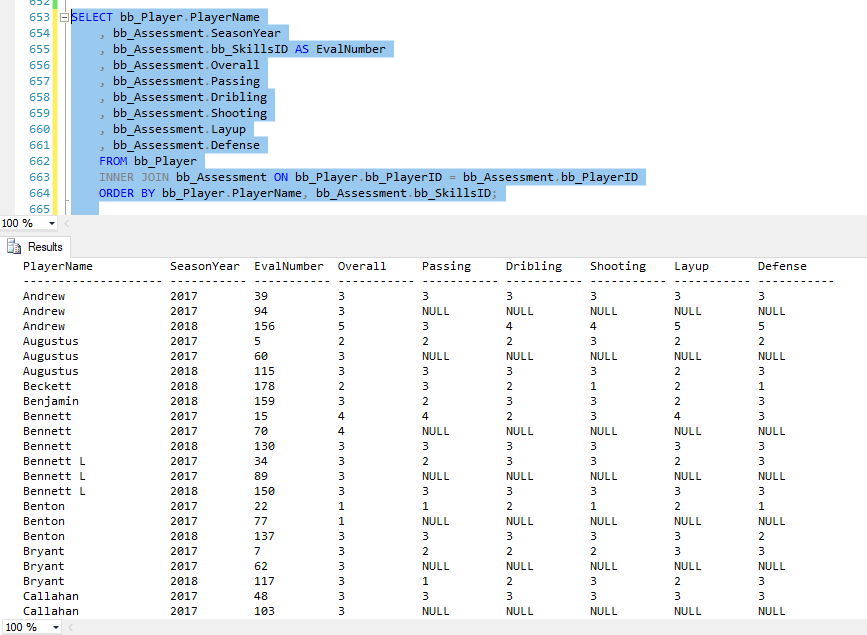 652
653 SELECT bb_Player.PlayerName
654 , bb_Assessment.SeasonYear
655 , bb_Assessment.bb_SkillsID AS EvalNumber
656 , bb_Assessment.Overall
657 , bb_Assessment.Passing
658 , bb_Assessment.Dribling
659 , bb_Assessment.Shooting
660 , bb_Assessment.Layup
661 , bb_Assessment.Defense
662 FROM bb_Player
663 INNER JOIN bb_Assessment ON bb_Player.bb_PlayerID = bb_Assessment.bb_PlayerID
664 ORDER BY bb_Player.PlayerName, bb_Assessment.bb_SkillsID;
665
100 %
Results
PlayerName SeasonYear EvalNumber Overall Passing Dribling Shooting Layup Defense
-------------------- ---------- ----------- ----------- ----------- ----------- ----------- ----------- -----------
Andrew 2017 39 3 3 3 3 3 3
Andrew 2017 94 3 NULL NULL NULL NULL NULL
Andrew 2018 156 5 3 4 4 5 5
Augustus 2017 5 2 2 2 3 2 2
Augustus 2017 60 3 NULL NULL NULL NULL NULL
Augustus 2018 115 3 3 3 3 2 3
Beckett 2018 178 2 3 2 1 2 1
Benjamin 2018 159 3 2 3 3 2 3
Bennett 2017 15 4 4 2 3 4 3
Bennett 2017 70 4 NULL NULL NULL NULL NULL
Bennett 2018 130 3 3 3 3 3 3
Bennett L 2017 34 3 2 3 3 2 3
Bennett L 2017 89 3 NULL NULL NULL NULL NULL
Bennett L 2018 150 3 3 3 3 3 3
Benton 2017 22 1 1 2 1 2 1
Benton 2017 77 1 NULL NULL NULL NULL NULL
Benton 2018 137 3 3 3 3 3 2
Bryant 2017 7 3 2 2 2 3 3
Bryant 2017 62 3 NULL NULL NULL NULL NULL
Bryant 2018 117 3 1 2 3 2 3
Callahan 2017 48 3 3 3 3 3 3
Callahan 2017 103 3 NULL NULL NULL NULL NULL
100 %